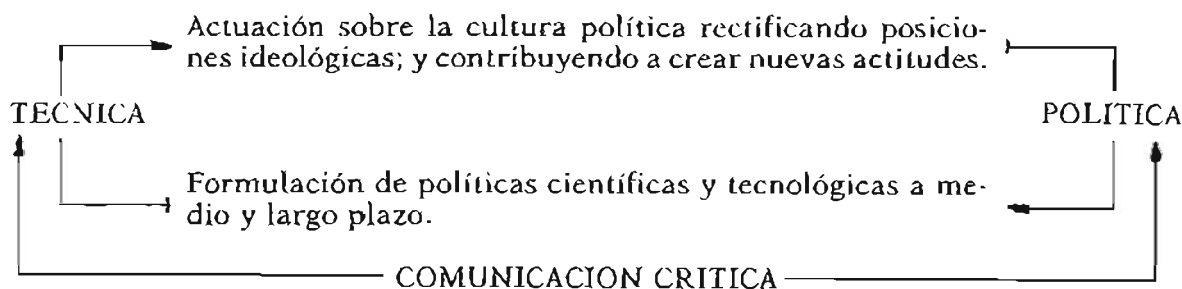 Actuación sobre la cultura política rectificando posicio-
nes ideológicas; y contribuyendo a crear nuevas actitudes.
TECNICA
POLITICA
Formulación de políticas científicas y tecnológicas a me-
dio y largo plazo.
COMUNICACION CRITICA